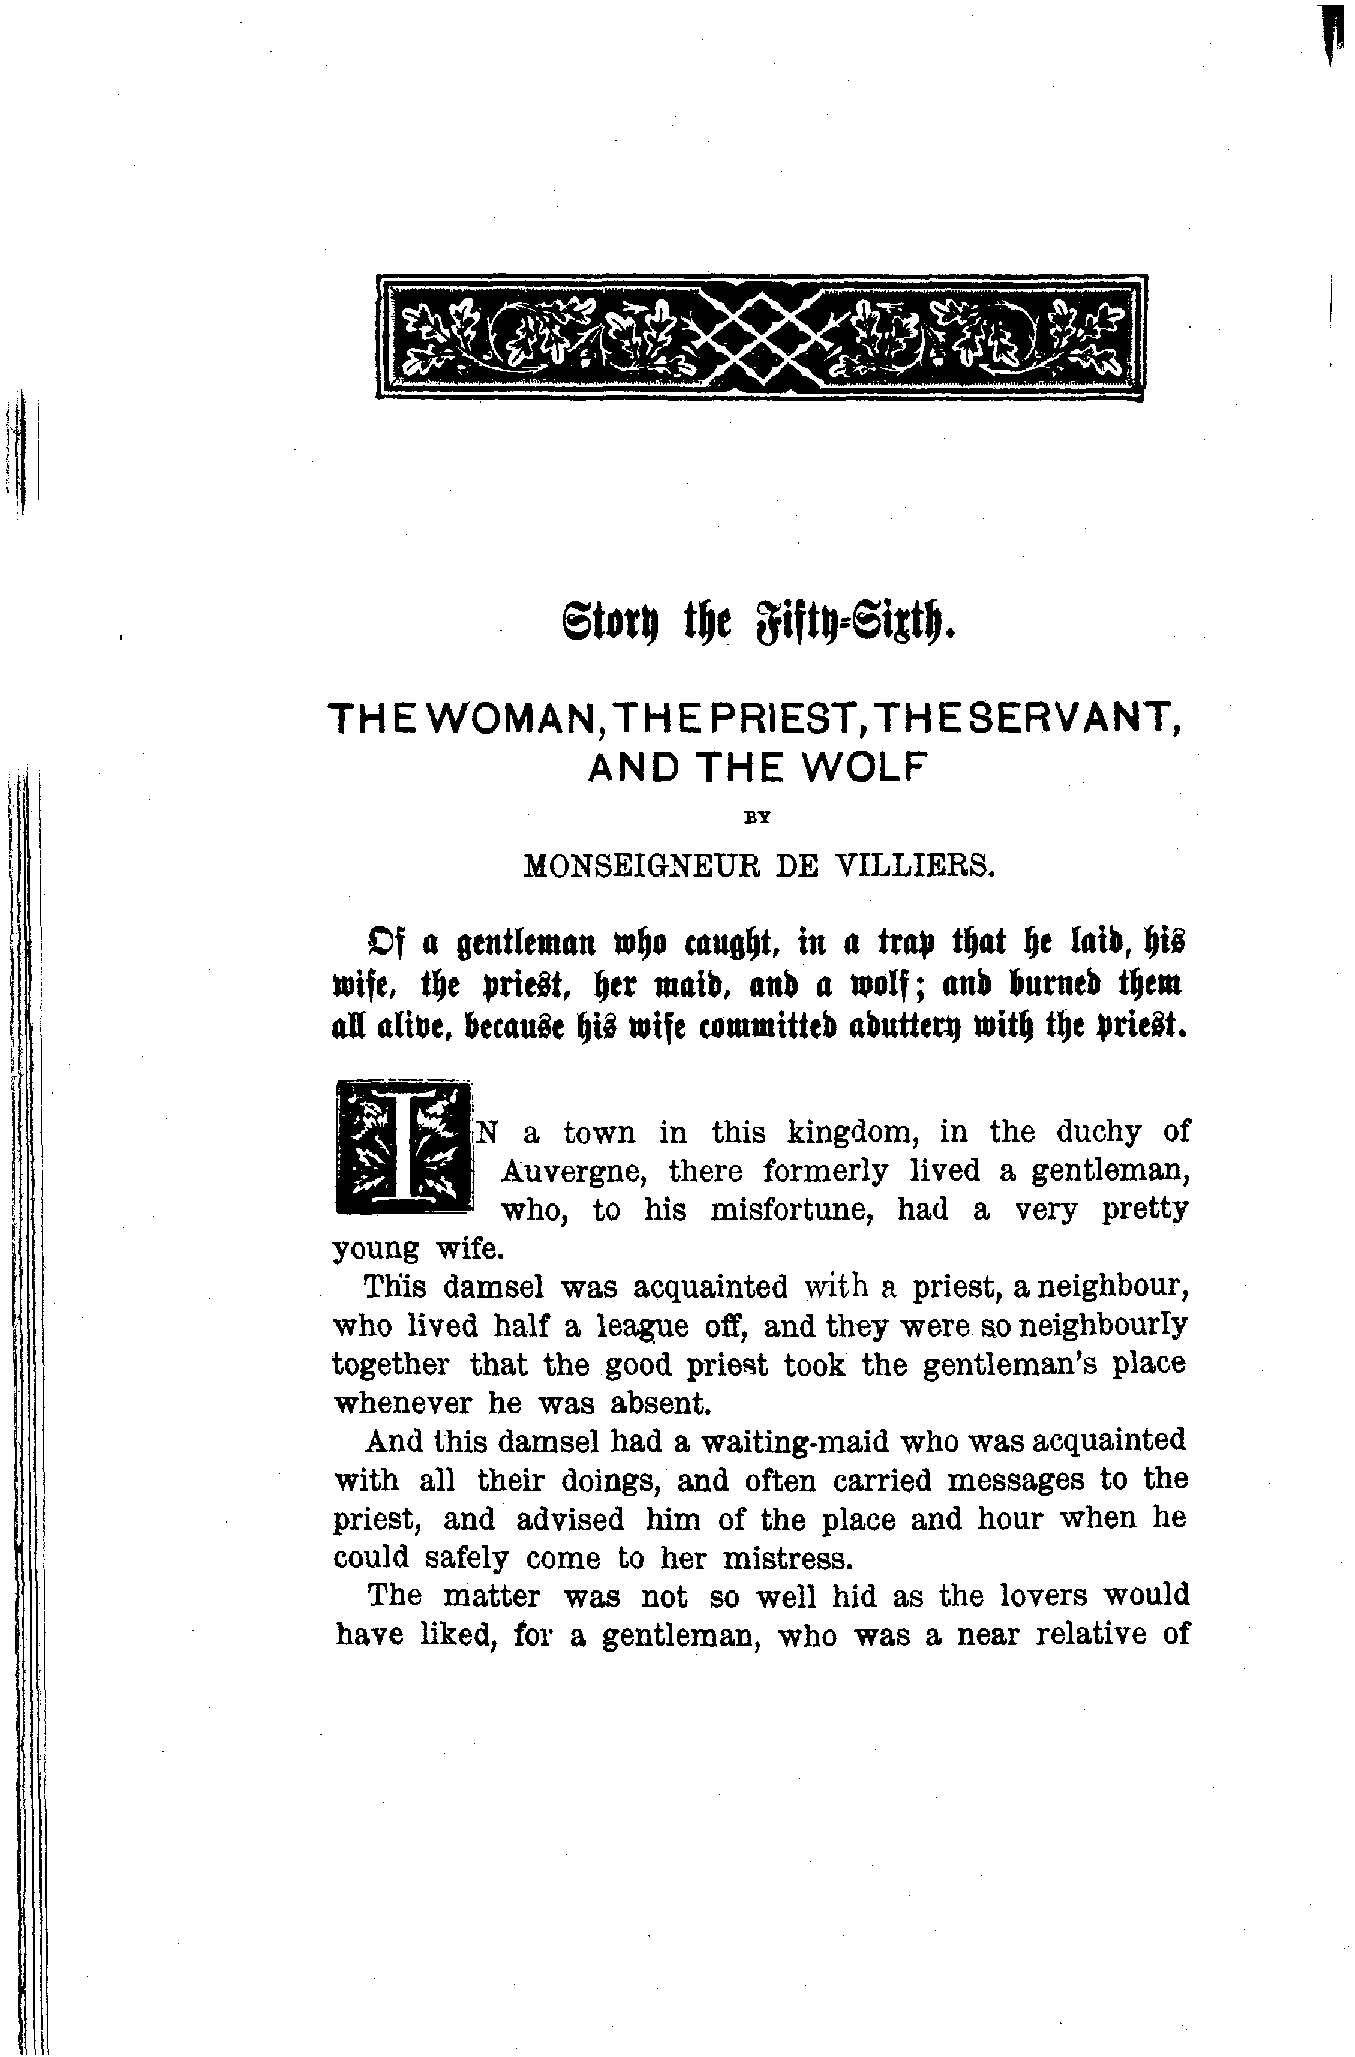 Story the Fifty-Sixth.
THE WOMAN, THE PRIEST, THE SERVANT,
AND THE WOLF
BY
MONSEIGNEUR DE VILLIERS.
Of a gentleman who caught, in a trap that he laid, his
wife, the priest, her maid, and a wolf; and burned them
all alive, because his wife committed aduttery with the priest.
IN a town in this kingdom, in the duchy of
Auvergne, there formerly lived a gentleman,
who, to his misfortune, had a very pretty
young wife.
This damsel was acquainted with a priest, a neighbour,
who lived half a league off, and they were so neighbourly
together that the good priest took the gentleman's place
whenever he was absent.
And this damsel had a waiting-maid who was acquainted
with all their doings, and often carried messages to the
priest, and advised him of the place and hour when he
could safely come to her mistress.
The matter was not so well hid as the lovers would
have liked, for a gentleman, who was a near relative of